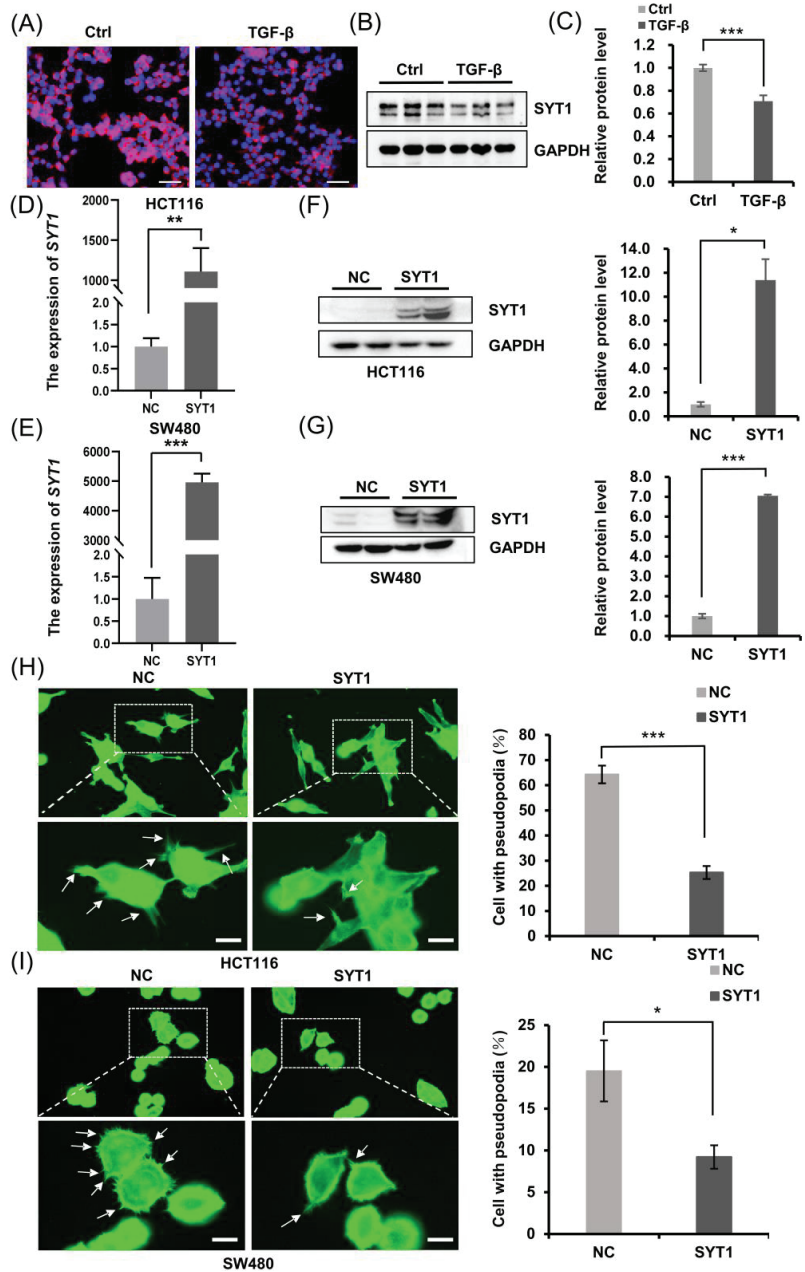 (A)
Ctrl
TGF-β
(B)
Ctrl
TGF-β
SYT1
GAPDH
(C)
Ctrl
TGF-β
Relative protein level
1.2
1.0
0.8
0.6
0.4
0.2
0
***
Ctrl
TGF-β
(D)
HCT116
The expression of SYT1
2000
1500
1000
2.0
1.5
1.0
0.5
0.0
**
NC
SYT1
(E)
SW480
The expression of SYT1
6000
5000
4000
3000
2.0
1.5
1.0
0.5
0.0
***
NC
SYT1
(F)
NC
SYT1
SYT1
GAPDH
HCT116
Relative protein level
14.0
12.0
10.0
8.0
6.0
4.0
2.0
0.0
*
NC
SYT1
(G)
NC
SYT1
SYT1
GAPDH
SW480
Relative protein level
8.0
7.0
6.0
5.0
4.0
3.0
2.0
1.0
0.0
***
NC
SYT1
(H)
NC
SYT1
HCT116
NC
SYT1
Cell with pseudopodia (%)
80
70
60
50
40
30
20
10
0
***
NC
SYT1
(I)
NC
SYT1
SW480
NC
SYT1
Cell with pseudopodia (%)
25
20
15
10
5
0
*
NC
SYT1